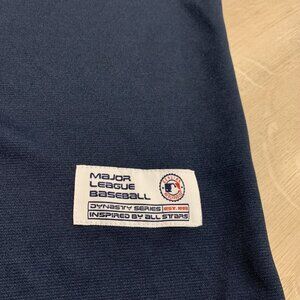 MAJOR
LEAGUE
BASEBALL
DYNASTY SERIES
INSPIRED BY ALL STARS